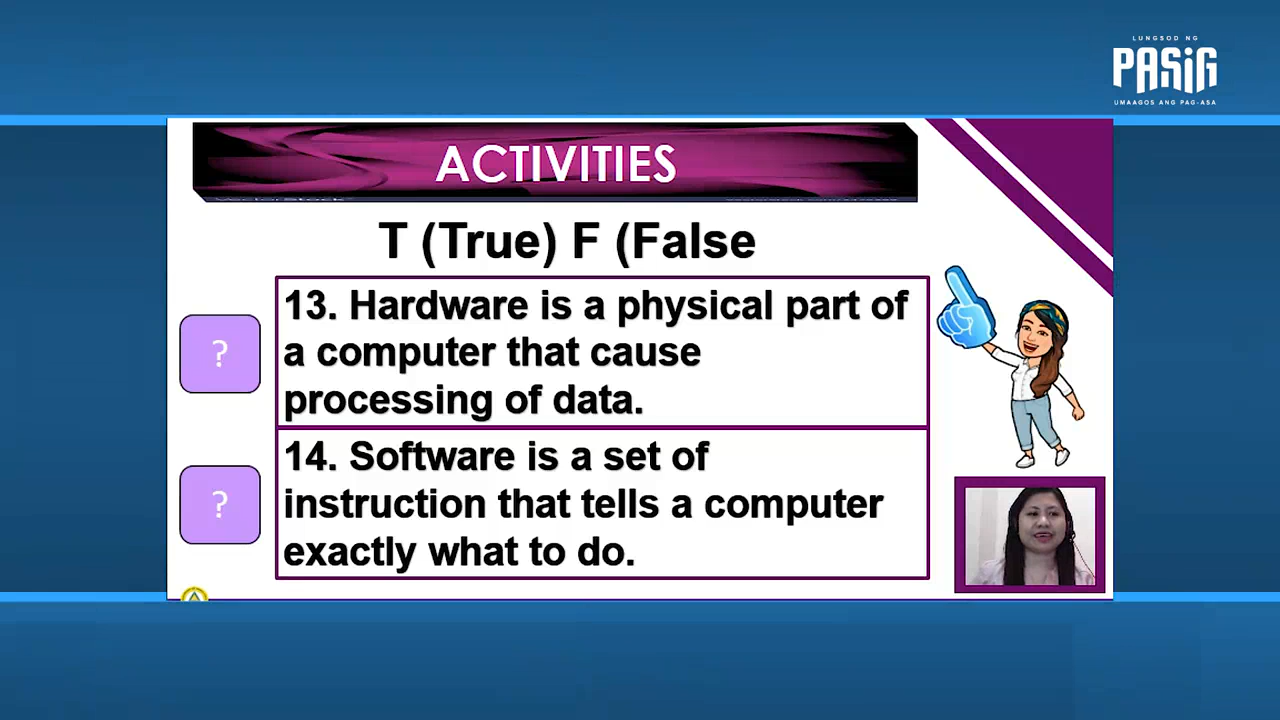 LUNGSOD NG
PASIG
UMAAGOS ANG PAG-ASA
ACTIVITIES
T (True) F (False
?
13. Hardware is a physical part of
a computer that cause
processing of data.
?
14. Software is a set of
instruction that tells a computer
exactly what to do.